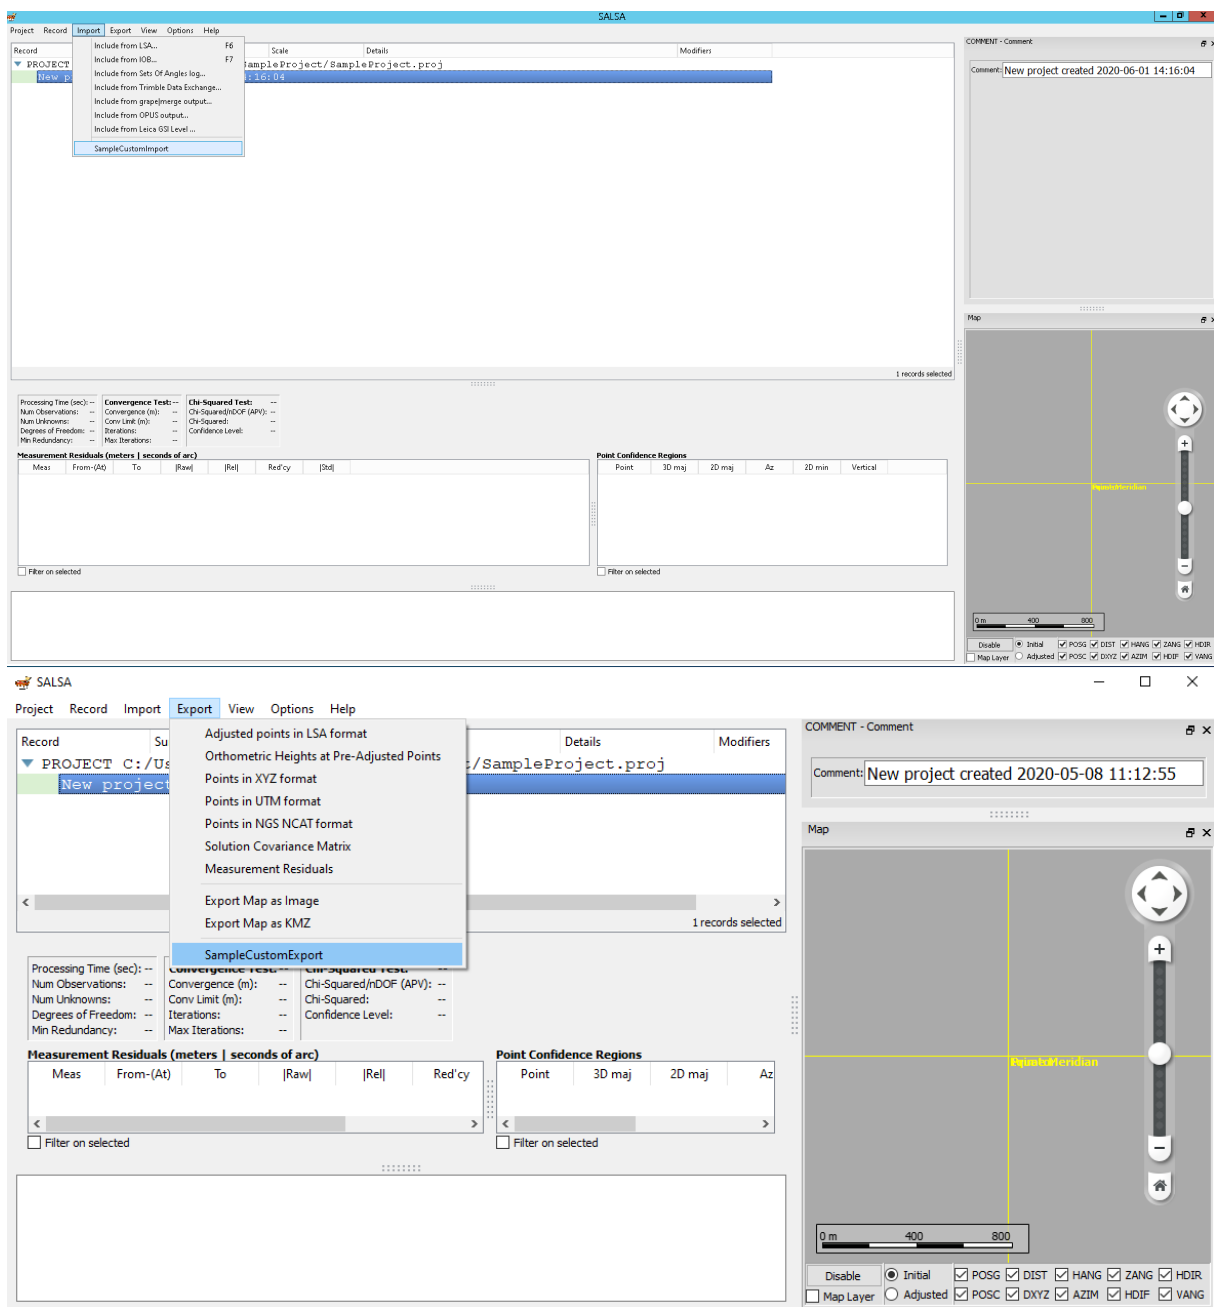 SALSA
Project Record Import Export View Options Help
Include from LSA... F6
Include from IOB... F7
Include from Sets Of Angles log...
Include from Trimble Data Exchange...
Include from grape|merge output...
Include from OPUS output...
Include from Leica GSI Level ...
SampleCustomImport
Record Scale Details Modifiers
PROJECT ampleProject/SampleProject.proj
New p :16:04
1 records selected
COMMENT - Comment
Comment: New project created 2020-06-01 14:16:04
Map
Meridian
0 m 400 800
Disable Initial POSG DIST HANG ZANG HDIR
Map Layer Adjusted POSC DXYZ AZIM HDIF VANG
Processing Time (sec): -- Convergence Test: -- Chi-Squared Test: --
Num Observations: -- Convergence (m): -- Chi-Squared/nDOF (APV): --
Num Unknowns: -- Conv Limit (m): -- Chi-Squared: --
Degrees of Freedom: -- Iterations: -- Confidence Level: --
Min Redundancy: -- Max Iterations: --
Measurement Residuals (meters | seconds of arc)
Meas From-(At) To |Raw| |Rel| Red'cy |Std|
Filter on selected
Point Confidence Regions
Point 3D maj 2D maj Az 2D min Vertical
Filter on selected
SALSA
Project Record Import Export View Options Help
Adjusted points in LSA format
Orthometric Heights at Pre-Adjusted Points
Points in XYZ format
Points in UTM format
Points in NGS NCAT format
Solution Covariance Matrix
Measurement Residuals
Export Map as Image
Export Map as KMZ
SampleCustomExport
Record Su Details Modifiers
PROJECT C:/Us :/SampleProject.proj
New project
1 records selected
COMMENT - Comment
Comment: New project created 2020-05-08 11:12:55
Map
Meridian
0 m 400 800
Disable Initial POSG DIST HANG ZANG HDIR
Map Layer Adjusted POSC DXYZ AZIM HDIF VANG
Processing Time (sec): -- Convergence Test: -- Chi-Squared Test: --
Num Observations: -- Convergence (m): -- Chi-Squared/nDOF (APV): --
Num Unknowns: -- Conv Limit (m): -- Chi-Squared: --
Degrees of Freedom: -- Iterations: -- Confidence Level: --
Min Redundancy: -- Max Iterations: --
Measurement Residuals (meters | seconds of arc)
Meas From-(At) To |Raw| |Rel| Red'cy
Filter on selected
Point Confidence Regions
Point 3D maj 2D maj Az
Filter on selected